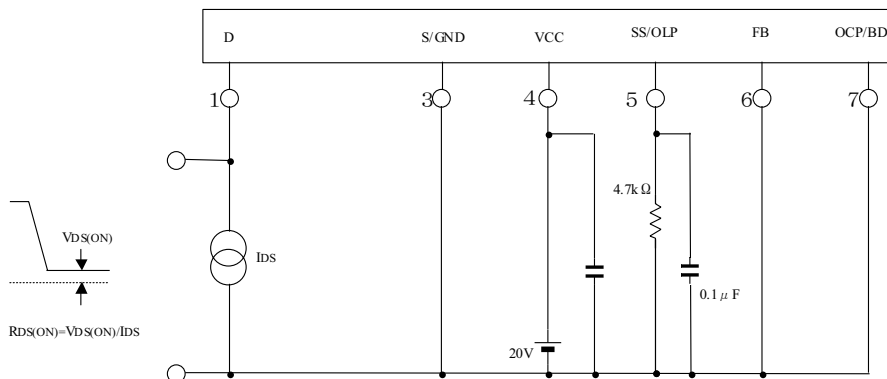 D S/GND VCC SS/OLP FB OCP/BD
1 3 4 5 6 7
4.7kΩ
VDS(ON)
IDS
0.1μF
RDS(ON)=VDS(ON)/IDS
20V